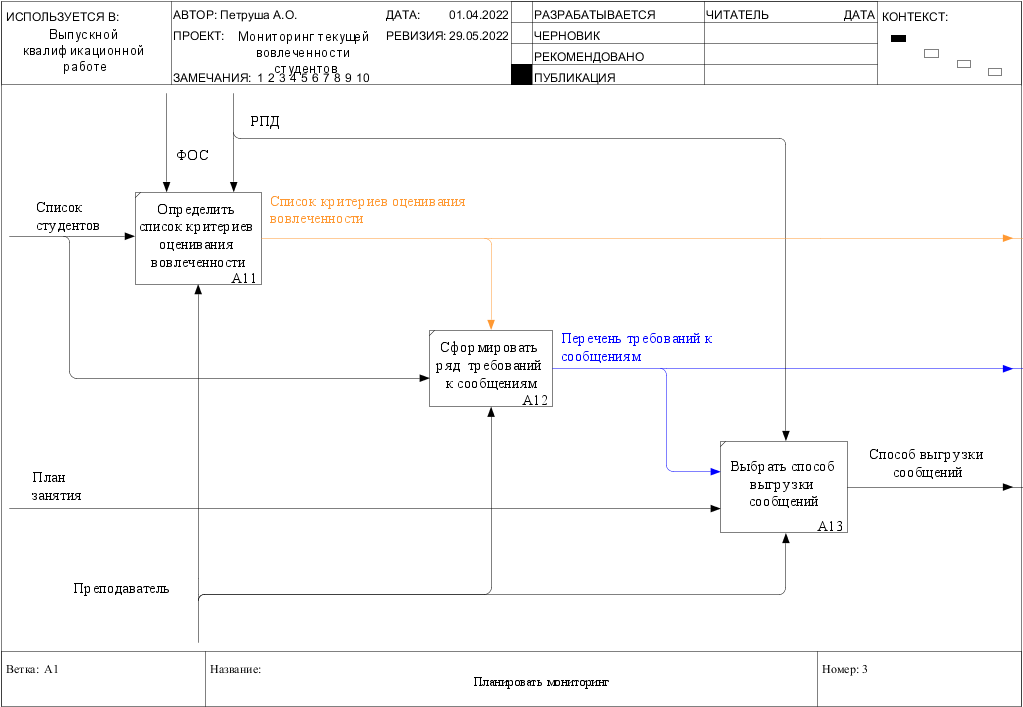 ИСПОЛЬЗУЕТСЯ В:
Выпускной
квалификационной
работе
АВТОР: Петруша А.О.
ДАТА: 01.04.2022
ПРОЕКТ: Мониторинг текущей
вовлеченности
студентов
РЕВИЗИЯ: 29.05.2022
ЗАМЕЧАНИЯ: 1 2 3 4 5 6 7 8 9 10
РАЗРАБАТЫВАЕТСЯ
ЧЕРНОВИК
РЕКОМЕНДОВАНО
ПУБЛИКАЦИЯ
ЧИТАТЕЛЬ ДАТА
КОНТЕКСТ:
РПД
ФОС
Список
студентов
Определить
список критериев
оценивания
вовлеченности
А11
Список критериев оценивания
вовлеченности
Сформировать
ряд требований
к сообщениям
А12
Перечень требований к
сообщениям
План
занятия
Выбрать способ
выгрузки
сообщений
А13
Способ выгрузки
сообщений
Преподаватель
Ветка: А1
Название:
Планировать мониторинг
Номер: 3